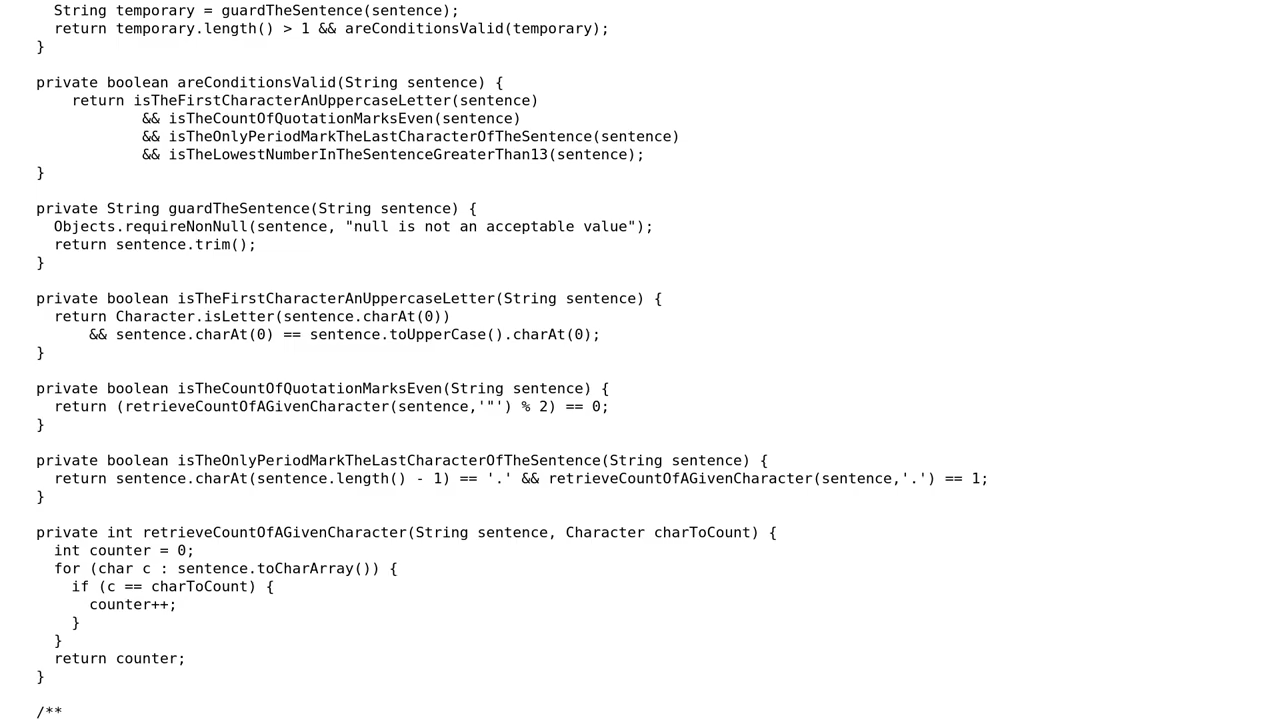 String temporary = guardTheSentence(sentence);
return temporary.length() > 1 && areConditionsValid(temporary);
}
private boolean areConditionsValid(String sentence) {
return isTheFirstCharacterAnUppercaseLetter(sentence)
&& isTheCountOfQuotationMarksEven(sentence)
&& isTheOnlyPeriodMarkTheLastCharacterOfTheSentence(sentence)
&& isTheLowestNumberInTheSentenceGreaterThan13(sentence);
}
private String guardTheSentence(String sentence) {
Objects.requireNonNull(sentence, "null is not an acceptable value");
return sentence.trim();
}
private boolean isTheFirstCharacterAnUppercaseLetter(String sentence) {
return Character.isLetter(sentence.charAt(0))
&& sentence.charAt(0) == sentence.toUpperCase().charAt(0);
}
private boolean isTheCountOfQuotationMarksEven(String sentence) {
return (retrieveCountOfAGivenCharacter(sentence,'"') % 2) == 0;
}
private boolean isTheOnlyPeriodMarkTheLastCharacterOfTheSentence(String sentence) {
return sentence.charAt(sentence.length() - 1) == '.' && retrieveCountOfAGivenCharacter(sentence,'.') == 1;
}
private int retrieveCountOfAGivenCharacter(String sentence, Character charToCount) {
int counter = 0;
for (char c : sentence.toCharArray()) {
if (c == charToCount) {
counter++;
}
}
return counter;
}
/**